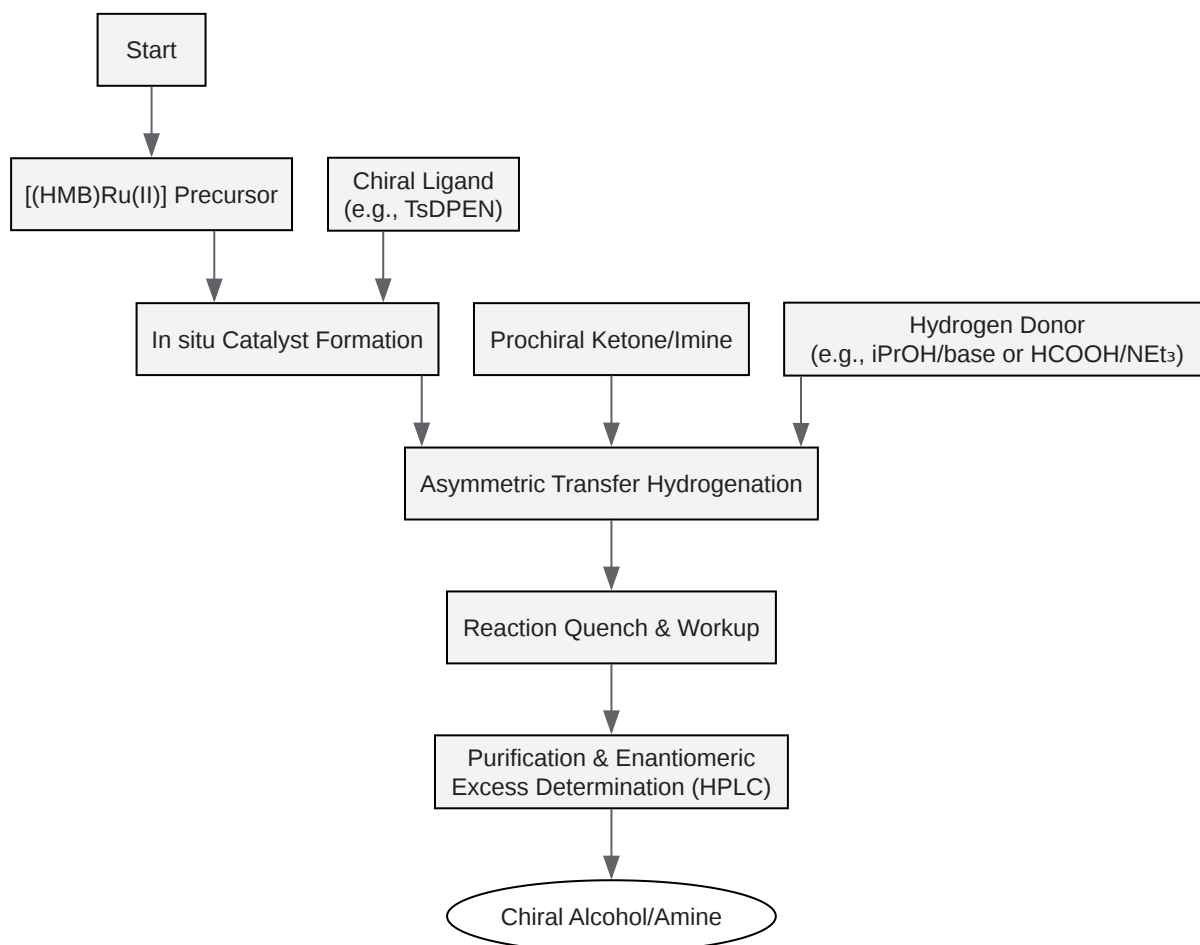 Start
[(HMB)Ru(II)] Precursor
Chiral Ligand
(e.g., TsDPEN)
In situ Catalyst Formation
Prochiral Ketone/Imine
Hydrogen Donor
(e.g., iPrOH/base or HCOOH/NEt₃)
Asymmetric Transfer Hydrogenation
Reaction Quench & Workup
Purification & Enantiomeric
Excess Determination (HPLC)
Chiral Alcohol/Amine